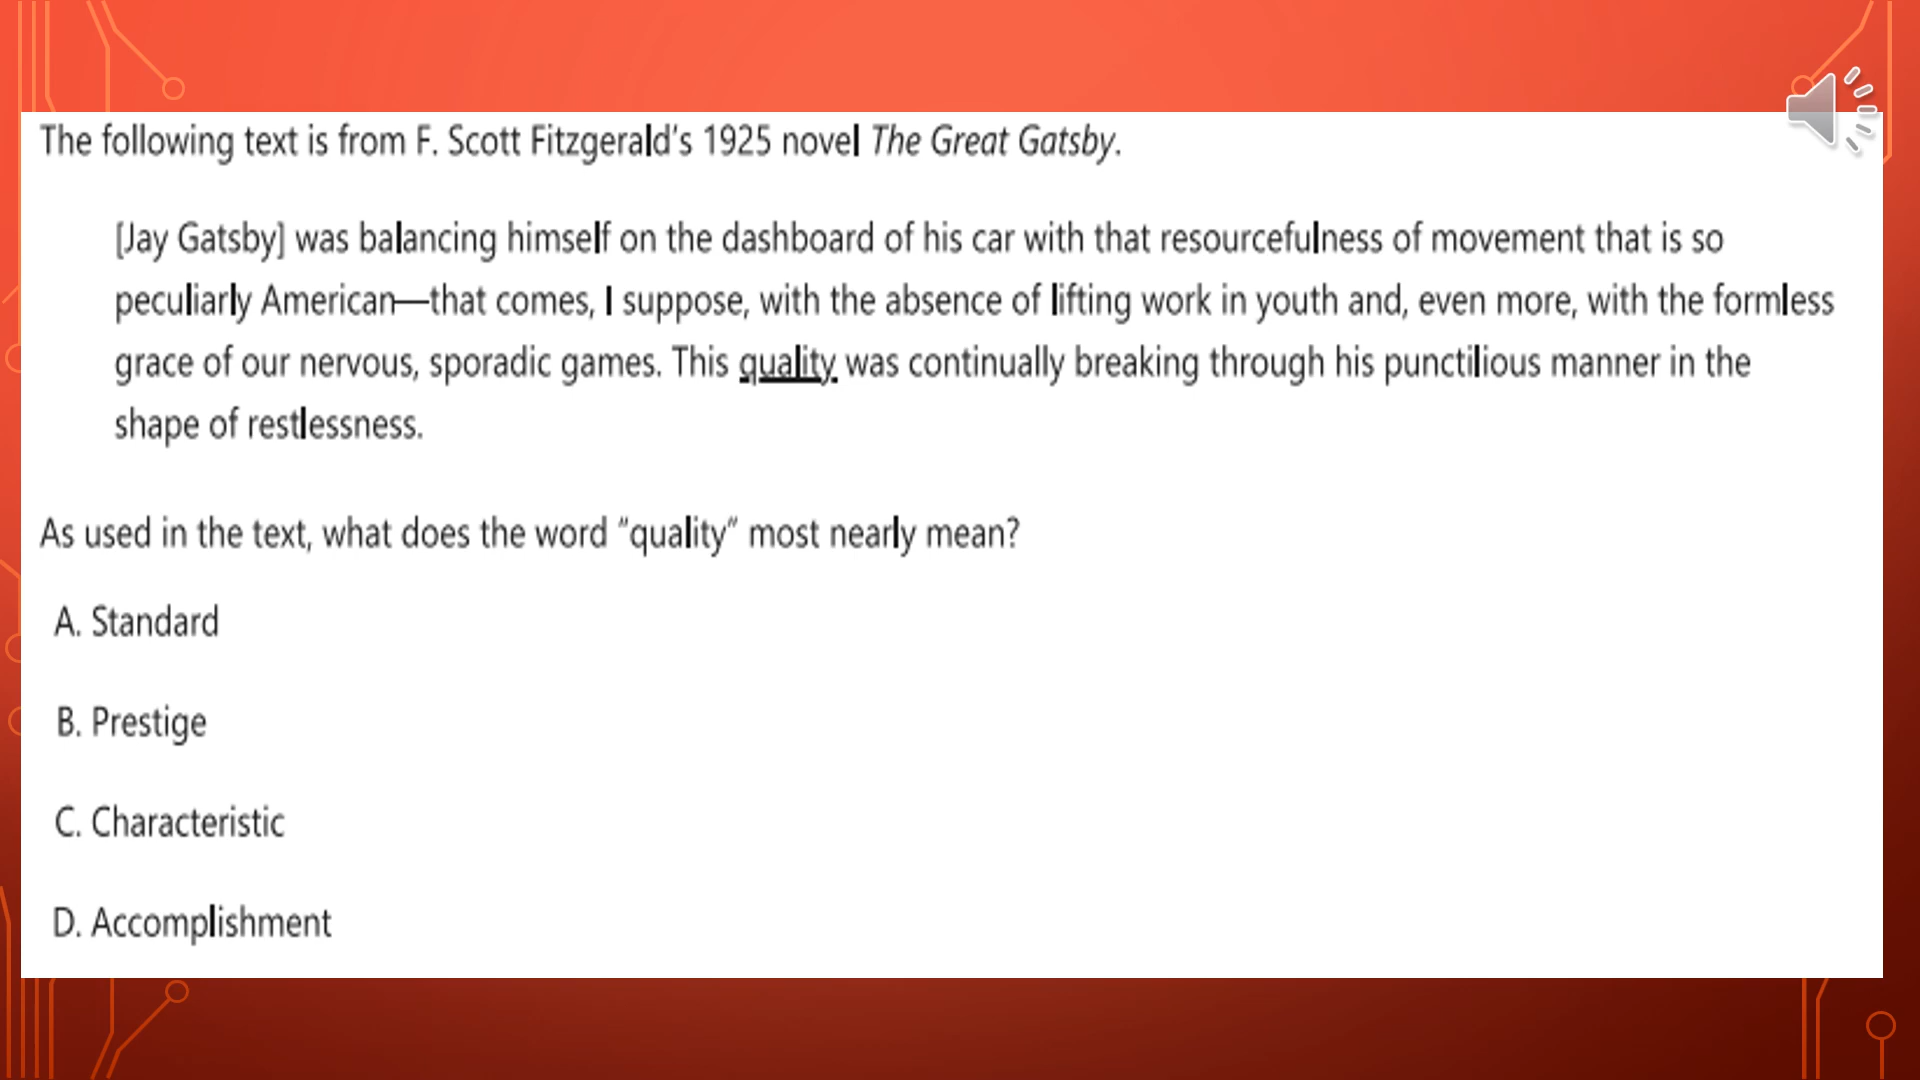 The following text is from F. Scott Fitzgerald's 1925 novel The Great Gatsby.
[Jay Gatsby] was balancing himself on the dashboard of his car with that resourcefulness of movement that is so
peculiarly American—that comes, I suppose, with the absence of lifting work in youth and, even more, with the formless
grace of our nervous, sporadic games. This quality was continually breaking through his punctilious manner in the
shape of restlessness.
As used in the text, what does the word "quality" most nearly mean?
A. Standard
B. Prestige
C. Characteristic
D. Accomplishment